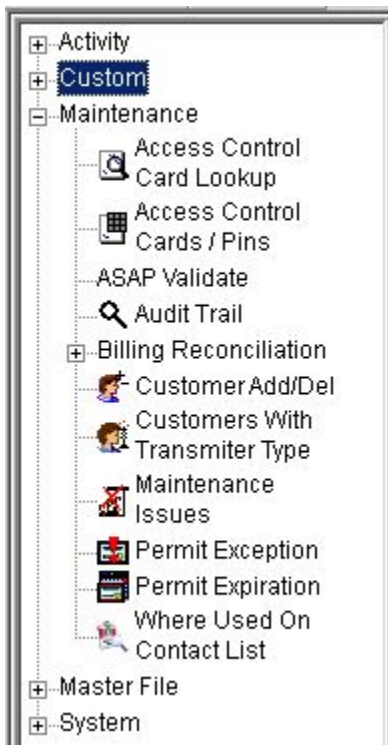 Activity
Custom
Maintenance
Access Control
Card Lookup
Access Control
Cards / Pins
ASAP Validate
Audit Trail
Billing Reconciliation
Customer Add/Del
Customers With
Transmiter Type
Maintenance
Issues
Permit Exception
Permit Expiration
Where Used On
Contact List
Master File
System